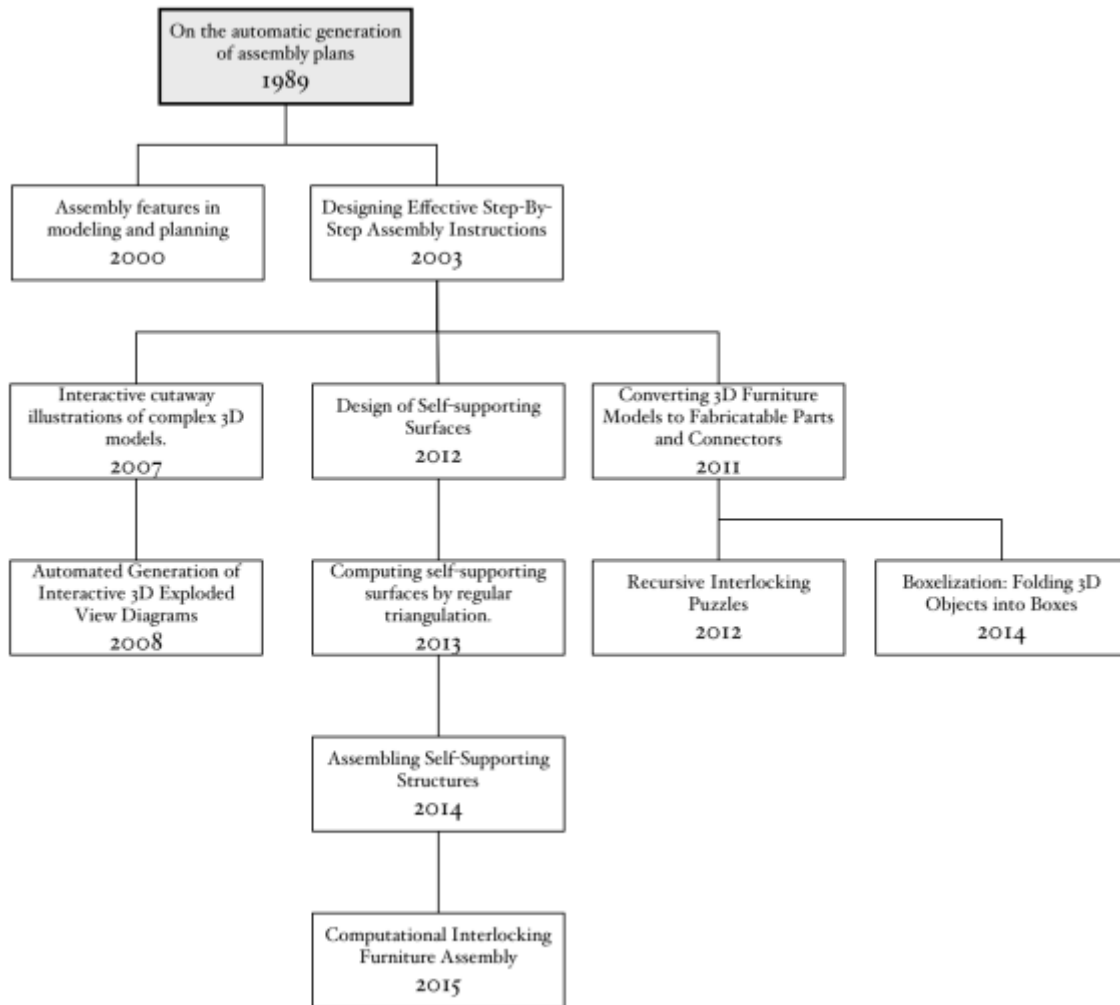 On the automatic generation
of assembly plans
1989
Assembly features in
modeling and planning
2000
Designing Effective Step-By-
Step Assembly Instructions
2003
Interactive cutaway
illustrations of complex 3D
models.
2007
Design of Self-supporting
Surfaces
2012
Converting 3D Furniture
Models to Fabricatable Parts
and Connectors
2011
Automated Generation of
Interactive 3D Exploded
View Diagrams
2008
Computing self-supporting
surfaces by regular
triangulation.
2013
Recursive Interlocking
Puzzles
2012
Boxelization: Folding 3D
Objects into Boxes
2014
Assembling Self-Supporting
Structures
2014
Computational Interlocking
Furniture Assembly
2015